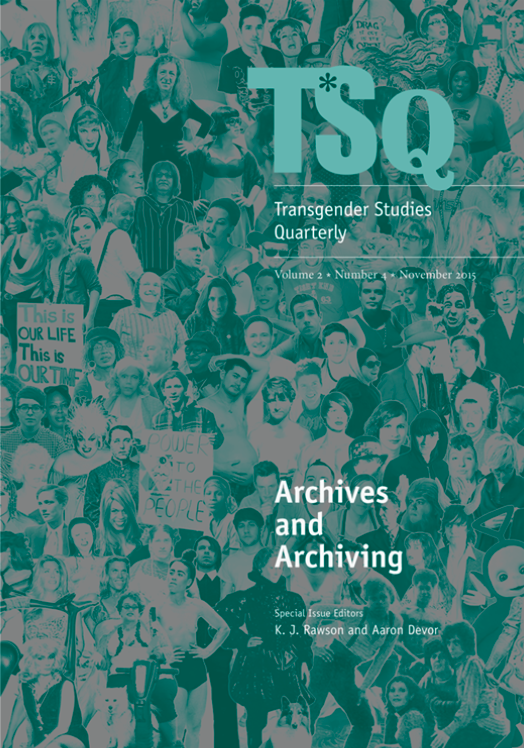 DRAG
T*SQ
Transgender Studies
Quarterly
Volume 2 • Number 4 • November 2015
This is
OUR LIFE
This is
OUR TIME
POWER
TO
THE
PEOPLE
Archives
and
Archiving
Special Issue Editors
K. J. Rawson and Aaron Devor